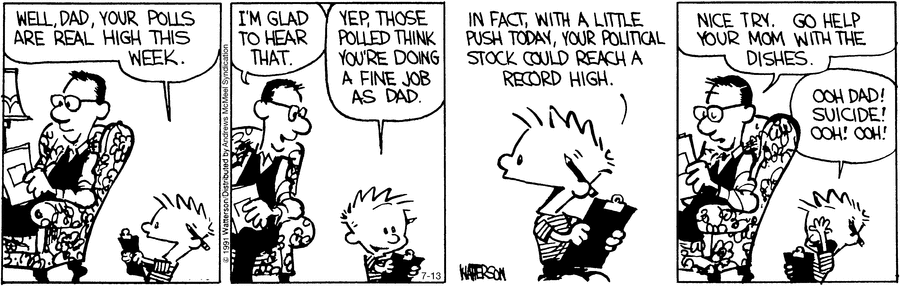 WELL, DAD, YOUR POLLS
ARE REAL HIGH THIS
WEEK.
I'M GLAD
TO HEAR
THAT.
YEP, THOSE
POLLED THINK
YOU'RE DOING
A FINE JOB
AS DAD.
© 1991 Watterson/Distributed by Andrews McMeel Syndication
7-13
IN FACT, WITH A LITTLE
PUSH TODAY, YOUR POLITICAL
STOCK COULD REACH A
RECORD HIGH.
WATTERSON
NICE TRY. GO HELP
YOUR MOM WITH THE
DISHES.
OOH DAD!
SUICIDE!
OOH! OOH!